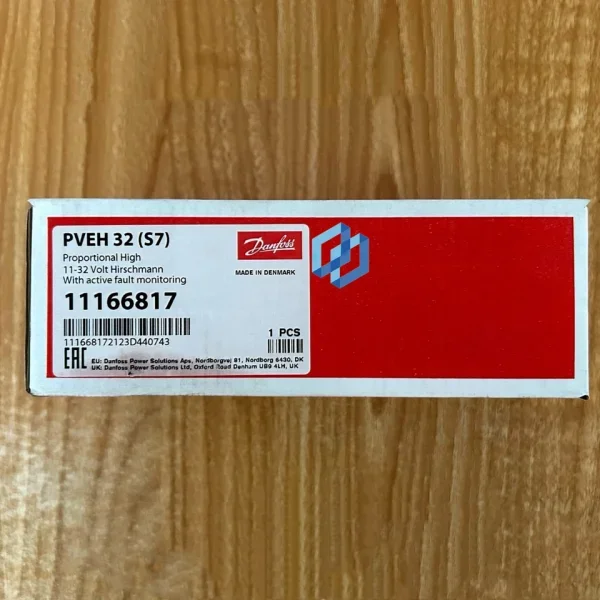 PVEH 32 (S7)
Proportional High
11-32 Volt Hirschmann
With active fault monitoring
Danfoss
MADE IN DENMARK
11166817
111668172123D440743
1 PCS
EAC
EU: Danfoss Power Solutions Aps, Nordborgvej 81, Nordborg 6430, DK
UK: Danfoss Power Solutions Ltd, Oxford Road Denham UB9 4LH, UK